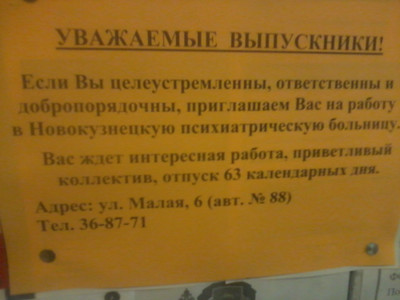 УВАЖАЕМЫЕ ВЫПУСКНИКИ!
Если Вы целеустремленны, ответственны и
добропорядочны, приглашаем Вас на работу
в Новокузнецкую психиатрическую больницу.
Вас ждет интересная работа, приветливый
коллектив, отпуск 63 календарных дня.
Адрес: ул. Малая, 6 (авт. № 88)
Тел. 36-87-71